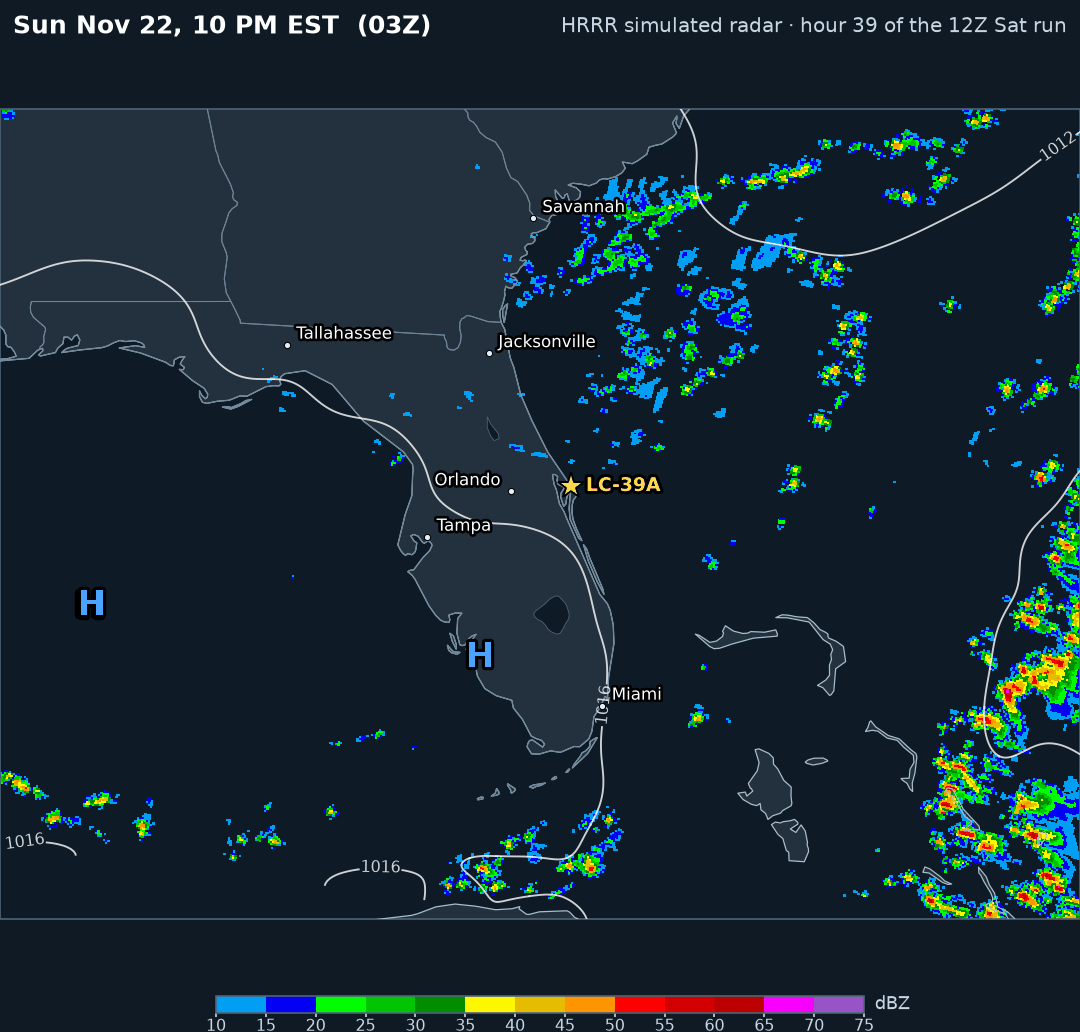 Sun Nov 22, 10 PM EST (03Z)
HRRR simulated radar · hour 39 of the 12Z Sat run
1012
Savannah
Tallahassee
Jacksonville
Orlando
LC-39A
Tampa
H
H
Miami
1016
1016
1016
dBZ
10 15 20 25 30 35 40 45 50 55 60 65 70 75